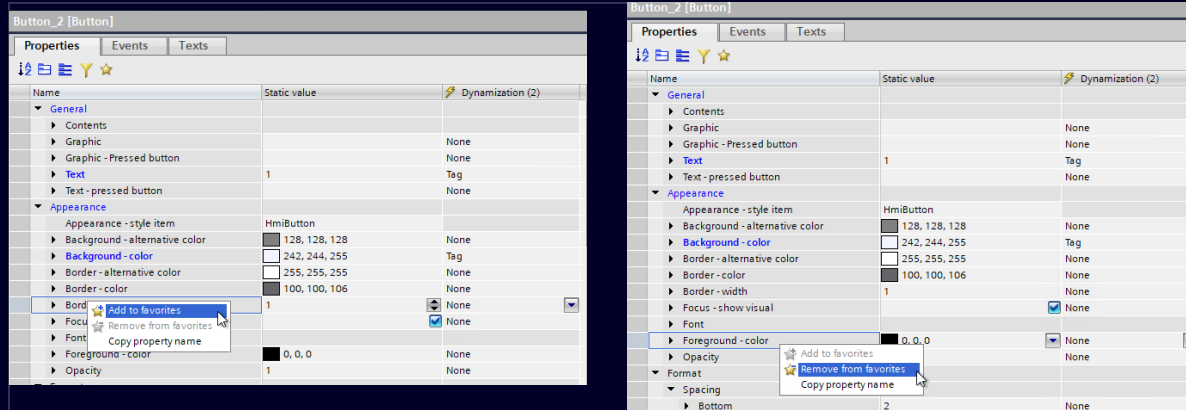 Button_2 [Button]
Properties Events Texts
Name Static value Dynamization (2)
General
Contents
Graphic None
Graphic - Pressed button None
Text 1 Tag
Text - pressed button None
Appearance
Appearance - style item HmiButton
Background - alternative color 128, 128, 128 None
Background - color 242, 244, 255 Tag
Border - alternative color 255, 255, 255 None
Border - color 100, 100, 106 None
Bord 1 None
Add to favorites
Focu None
Remove from favorites
Font
Copy property name
Foreground - color 0, 0, 0 None
Opacity 1 None
Button_2 [Button]
Properties Events Texts
Name Static value Dynamization (2)
General
Contents
Graphic None
Graphic - Pressed button None
Text 1 Tag
Text - pressed button None
Appearance
Appearance - style item HmiButton
Background - alternative color 128, 128, 128 None
Background - color 242, 244, 255 Tag
Border - alternative color 255, 255, 255 None
Border - color 100, 100, 106 None
Border - width 1 None
Focus - show visual None
Font
Foreground - color 0, 0, 0 None
Opacity None
Add to favorites
Format
Remove from favorites
Spacing
Copy property name
Bottom 2 None